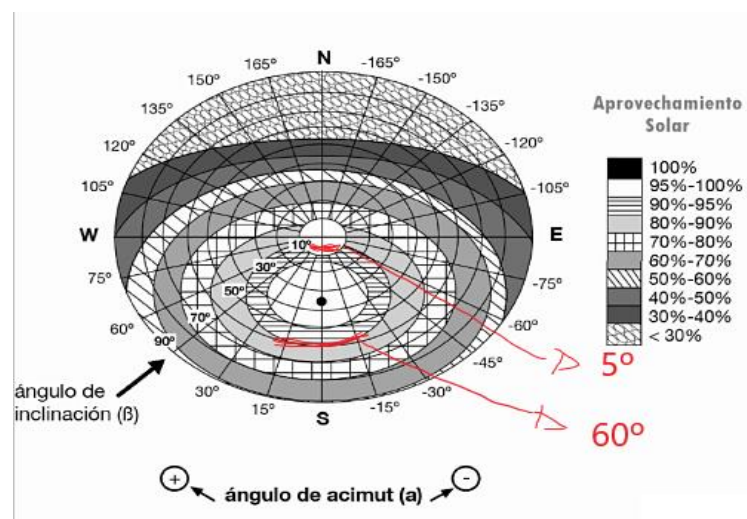 N
165º
-165º
150º
-150º
135º
-135º
120º
-120º
105º
-105º
W
E
10º
30º
50º
70º
90º
75º
-75º
60º
-60º
-45º
30º
-30º
15º
-15º
S
ángulo de
inclinación (ß)
+
ángulo de acimut (a)
-
Aprovechamiento
Solar
100%
95%-100%
90%-95%
80%-90%
70%-80%
60%-70%
50%-60%
40%-50%
30%-40%
< 30%
5º
60º